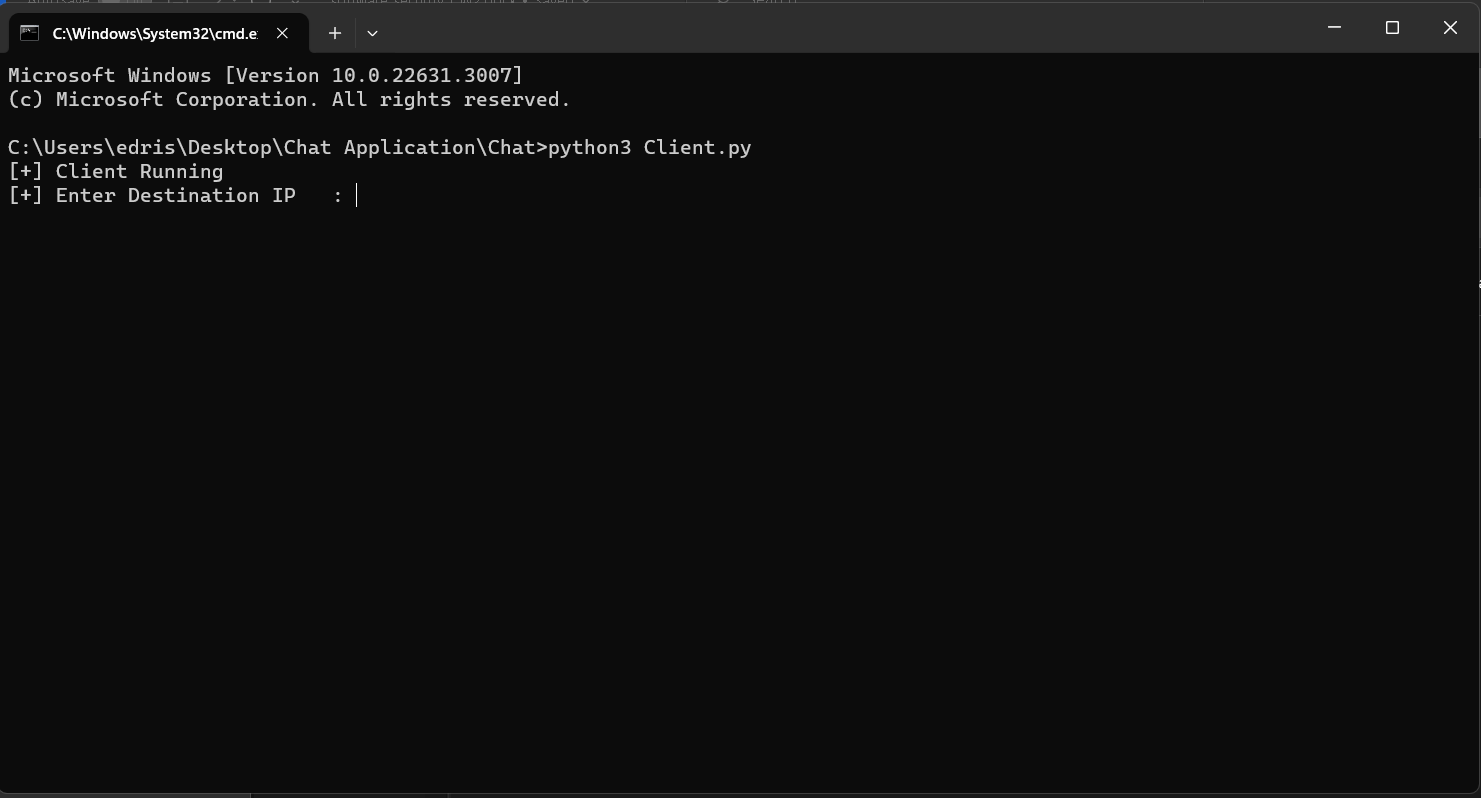 C:\Windows\System32\cmd.e
Microsoft Windows [Version 10.0.22631.3007]
(c) Microsoft Corporation. All rights reserved.
C:\Users\edris\Desktop\Chat Application\Chat>python3 Client.py
[+] Client Running
[+] Enter Destination IP   :